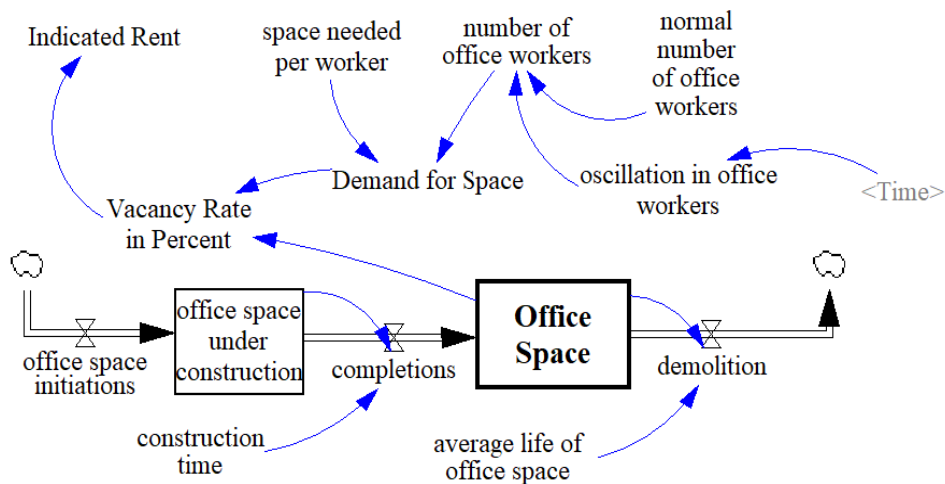 Indicated Rent
space needed
per worker
number of
office workers
normal
number
of office
workers
Demand for Space
oscillation in office
workers
<Time>
Vacancy Rate
in Percent
office space
initiations
office space
under
construction
completions
Office
Space
demolition
construction
time
average life of
office space